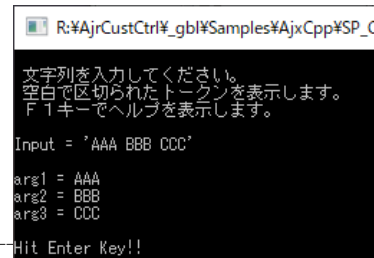 R:¥AjrCustCtrl¥_gbl¥Samples¥AjxCpp¥SP_C
文字列を入力してください。
空白で区切られたトークンを表示します。
F1キーでヘルプを表示します。
Input = 'AAA BBB CCC'
arg1 = AAA
arg2 = BBB
arg3 = CCC
Hit Enter Key!!